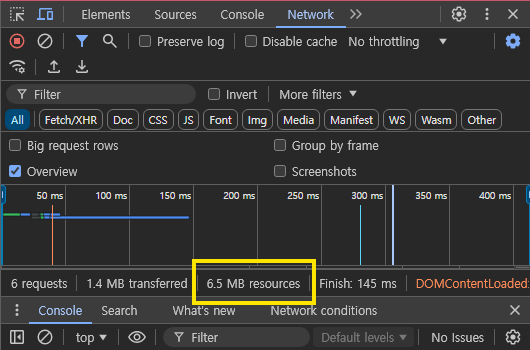 Elements Sources Console Network
Preserve log Disable cache No throttling
Filter Invert More filters
All Fetch/XHR Doc CSS JS Font Img Media Manifest WS Wasm Other
Big request rows Group by frame
Overview Screenshots
50 ms 100 ms 150 ms 200 ms 250 ms 300 ms 350 ms 400 ms
6 requests 1.4 MB transferred 6.5 MB resources Finish: 145 ms DOMContentLoaded:
Console Search What's new Network conditions
top Filter Default levels No Issues